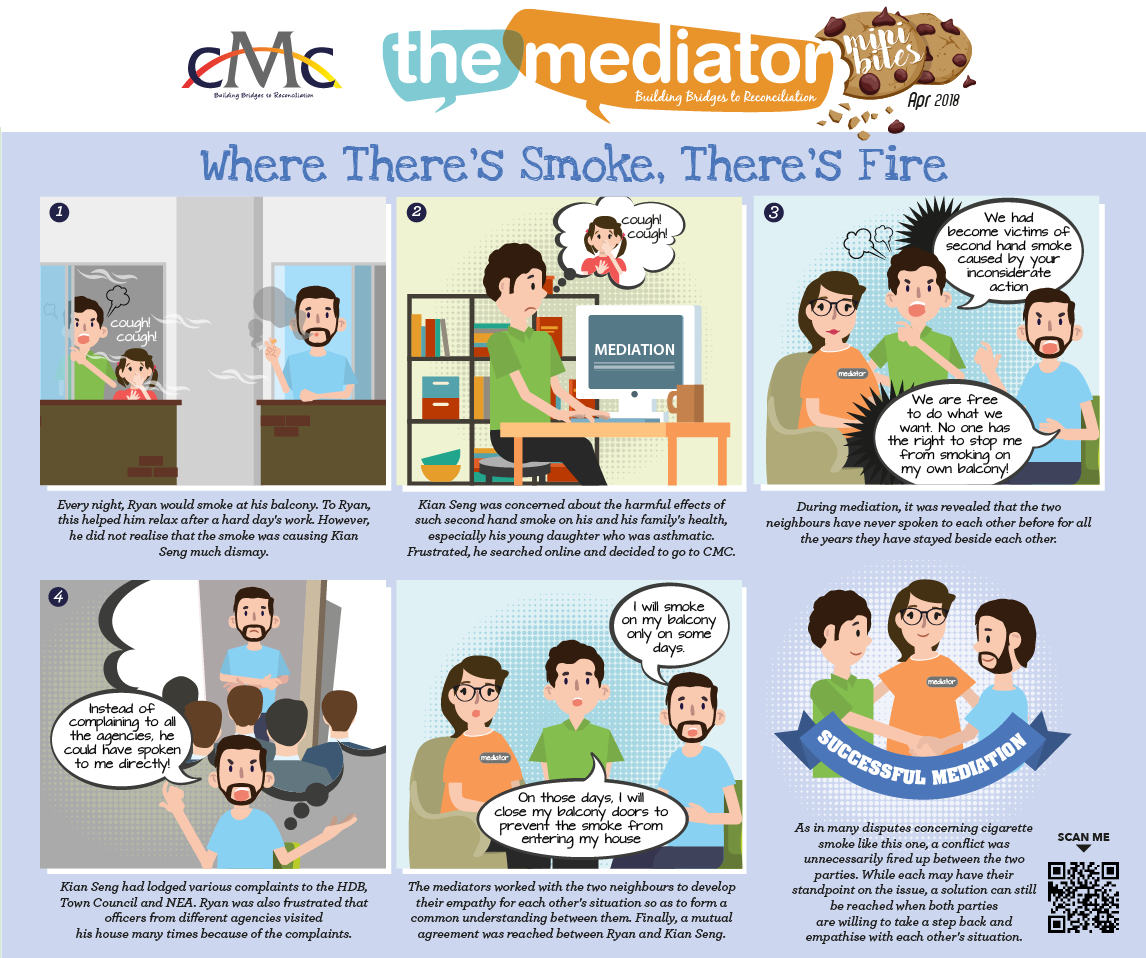 CMC
Building Bridges to Reconciliation
the mediator
Building Bridges to Reconciliation
mini
bites
Apr 2018
Where There's Smoke, There's Fire
1
cough!
cough!
Every night, Ryan would smoke at his balcony. To Ryan,
this helped him relax after a hard day's work. However,
he did not realise that the smoke was causing Kian
Seng much dismay.
2
cough!
cough!
MEDIATION
Kian Seng was concerned about the harmful effects of
such second hand smoke on his and his family's health,
especially his young daughter who was asthmatic.
Frustrated, he searched online and decided to go to CMC.
3
We had
become victims of
second hand smoke
caused by your
inconsiderate
action
mediator
We are free
to do what we
want. No one has
the right to stop me
from smoking on
my own balcony!
During mediation, it was revealed that the two
neighbours have never spoken to each other before for all
the years they have stayed beside each other.
4
Instead of
complaining to all
the agencies, he
could have spoken
to me directly!
Kian Seng had lodged various complaints to the HDB,
Town Council and NEA. Ryan was also frustrated that
officers from different agencies visited
his house many times because of the complaints.
I will smoke
on my balcony
only on some
days.
mediator
On those days, I will
close my balcony doors to
prevent the smoke from
entering my house
The mediators worked with the two neighbours to develop
their empathy for each other's situation so as to form a
common understanding between them. Finally, a mutual
agreement was reached between Ryan and Kian Seng.
mediator
SUCCESSFUL MEDIATION
As in many disputes concerning cigarette
smoke like this one, a conflict was
unnecessarily fired up between the two
parties. While each may have their
standpoint on the issue, a solution can still
be reached when both parties
are willing to take a step back and
empathise with each other's situation.
SCAN ME